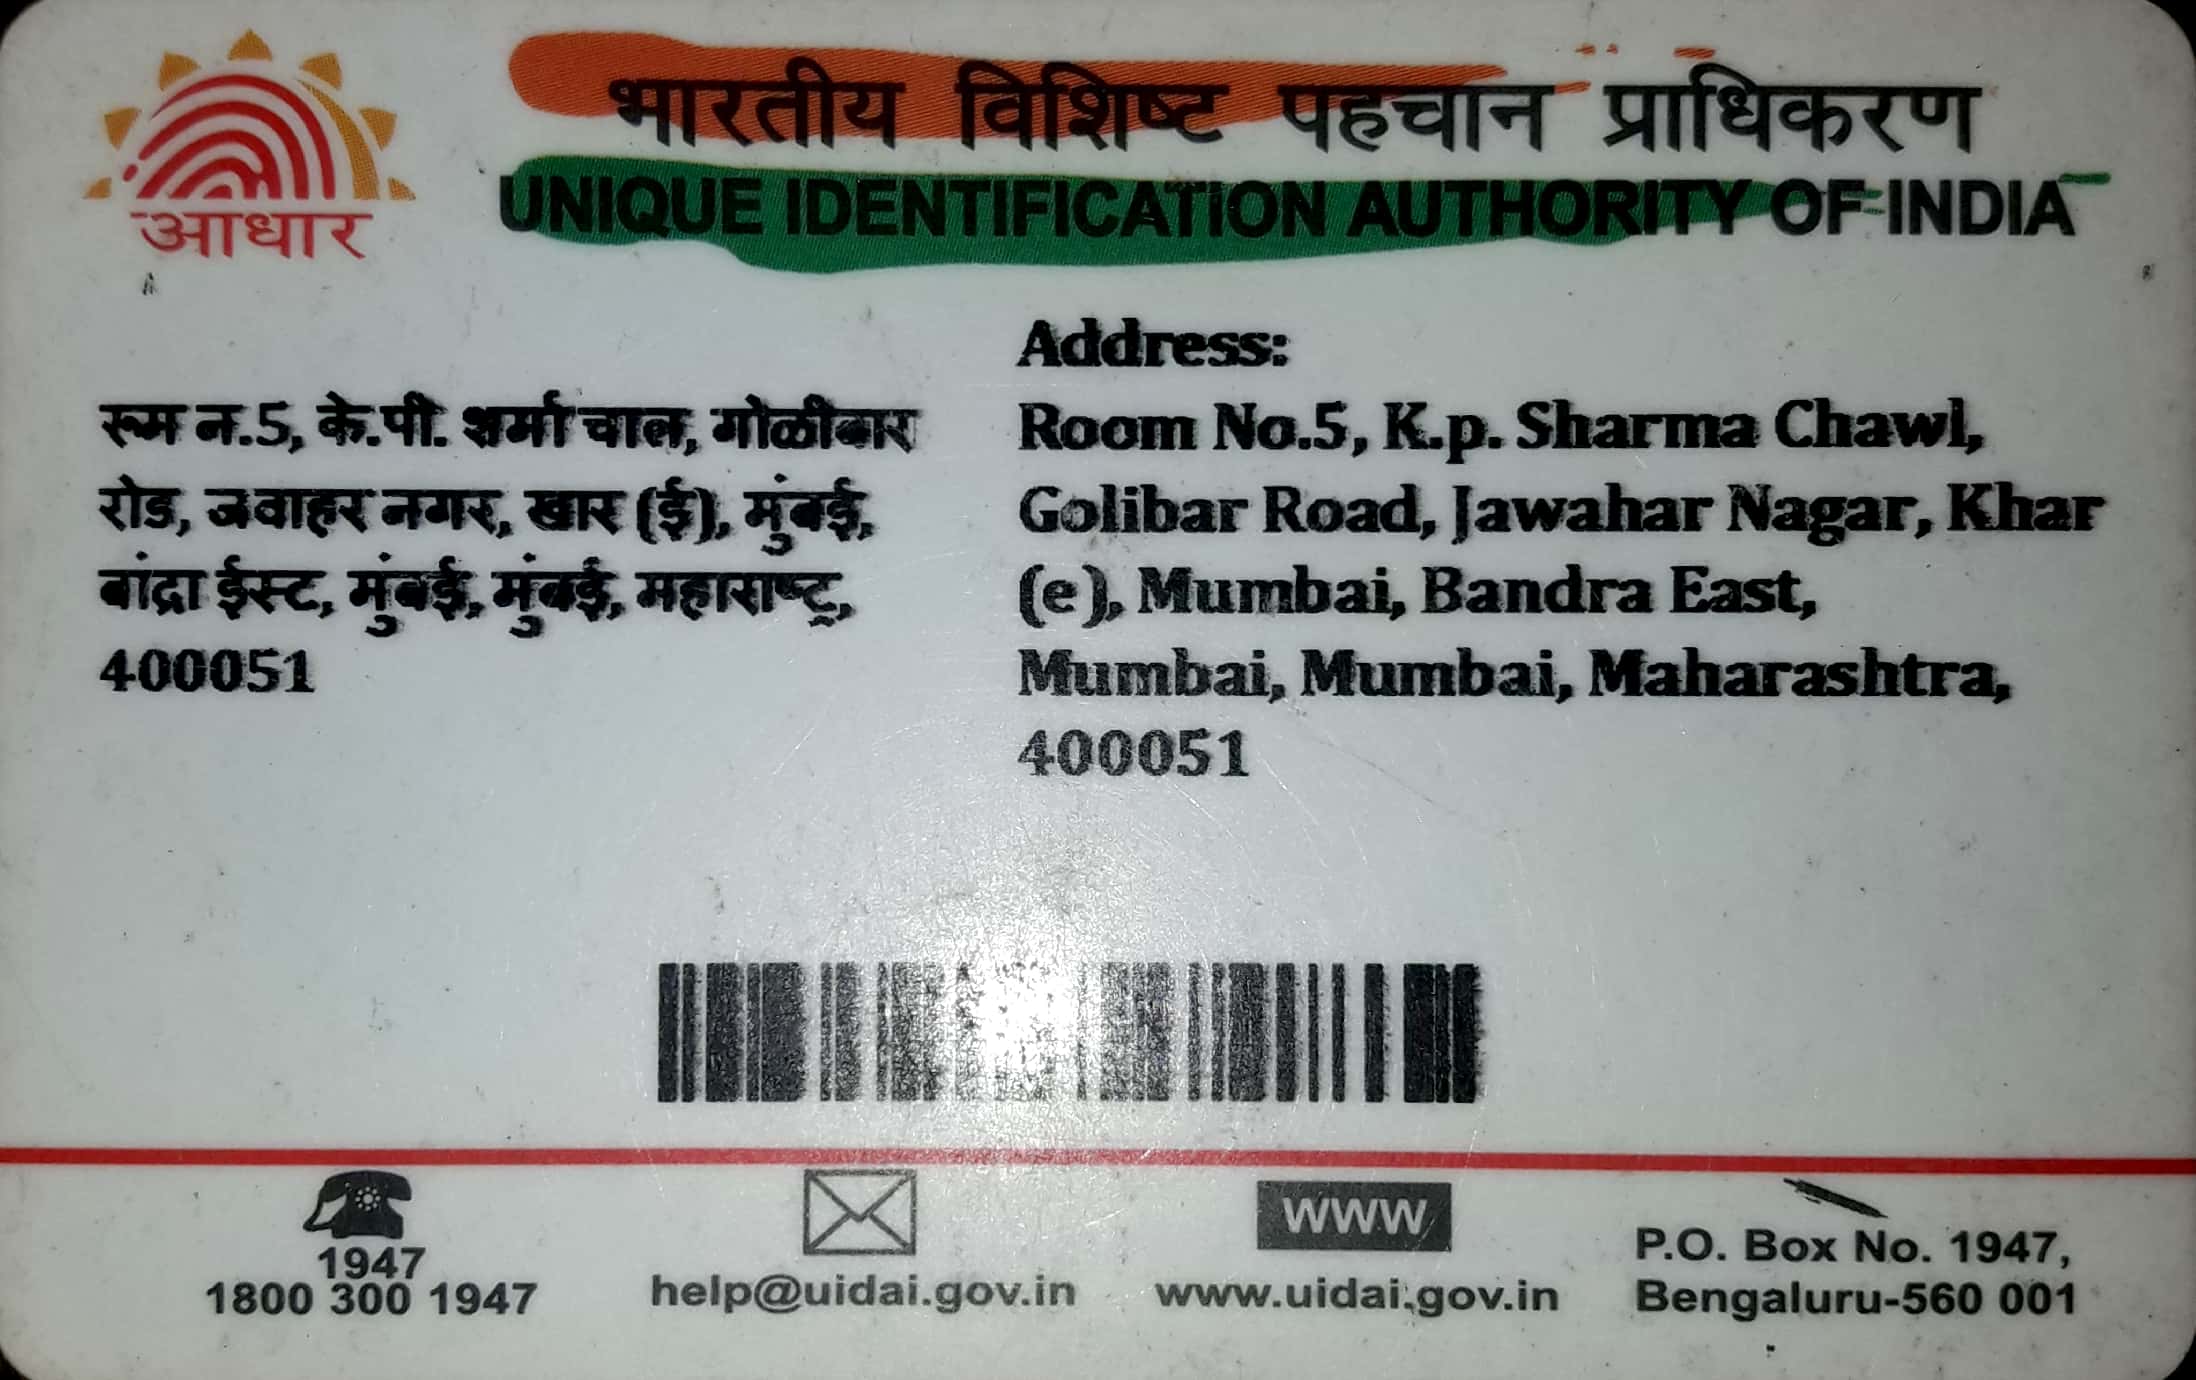 आधार
भारतीय विशिष्ट पहचान प्राधिकरण
UNIQUE IDENTIFICATION AUTHORITY OF INDIA
रूम न.5, के.पी. शर्मा चाल, गोळीबार
रोड, जवाहर नगर, खार (ई), मुंबई,
बांद्रा ईस्ट, मुंबई, मुंबई, महाराष्ट्र,
400051
Address:
Room No.5, K.p. Sharma Chawl,
Golibar Road, Jawahar Nagar, Khar
(e), Mumbai, Bandra East,
Mumbai, Mumbai, Maharashtra,
400051
1947
1800 300 1947
help@uidai.gov.in
www
www.uidai.gov.in
P.O. Box No. 1947,
Bengaluru-560 001